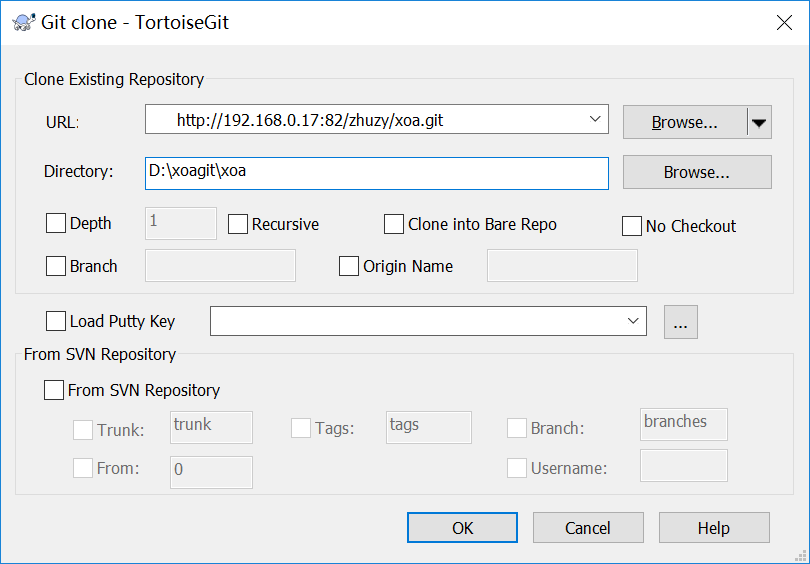 Git clone - TortoiseGit
Clone Existing Repository
URL: http://192.168.0.17:82/zhuzy/xoa.git Browse...
Directory: D:\xoagit\xoa Browse...
Depth 1 Recursive Clone into Bare Repo No Checkout
Branch Origin Name
Load Putty Key ...
From SVN Repository
From SVN Repository
Trunk: trunk Tags: tags Branch: branches
From: 0 Username:
OK Cancel Help